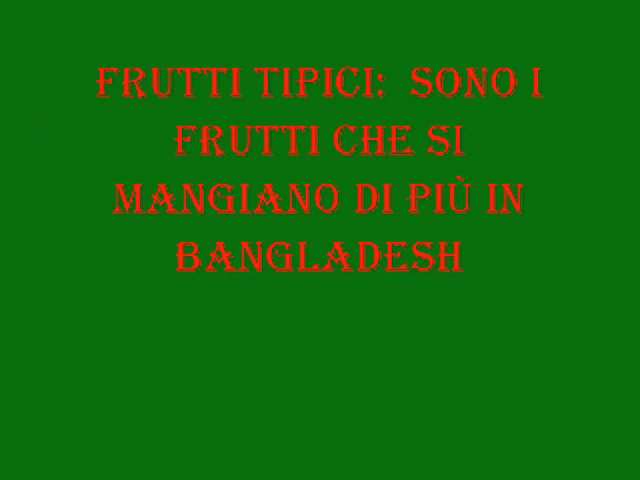 FRUTTI TIPICI: SONO I
FRUTTI CHE SI
MANGIANO DI PIÙ IN
BANGLADESH